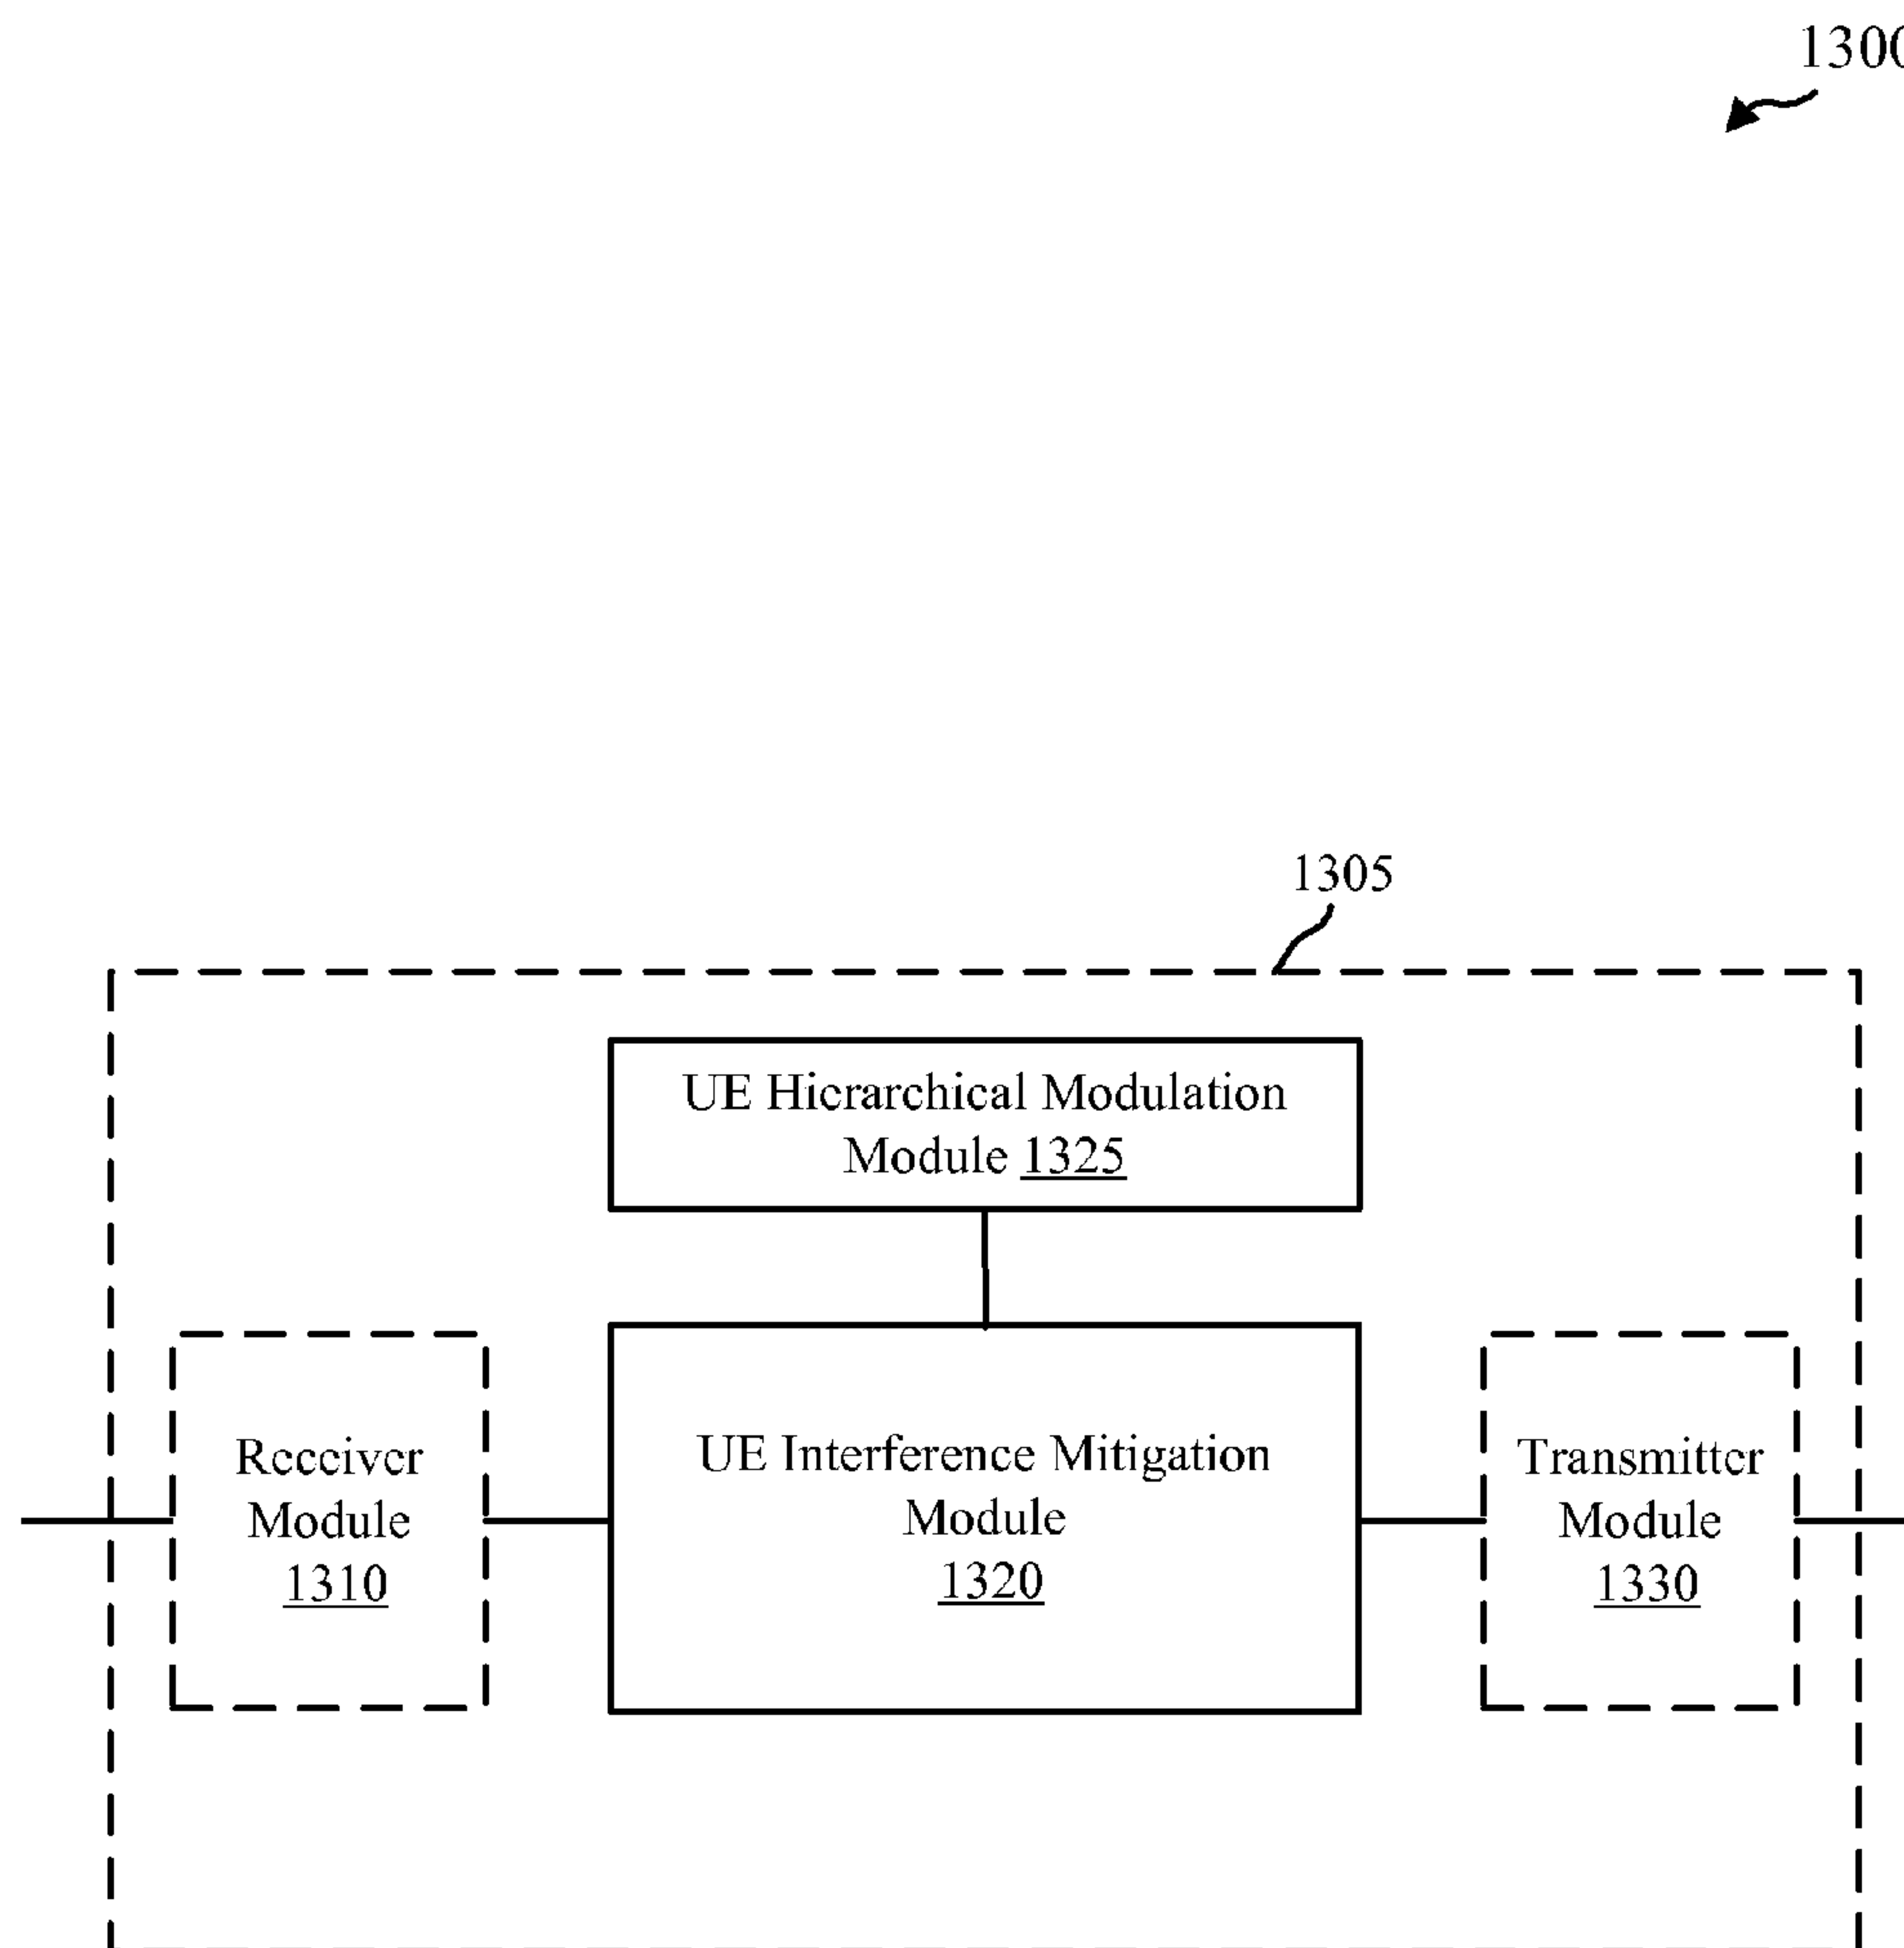 1300
1305
UE Hierarchical Modulation
Module 1325
UE Interference Mitigation
Module
1320
Receiver
Module
1310
Transmitter
Module
1330